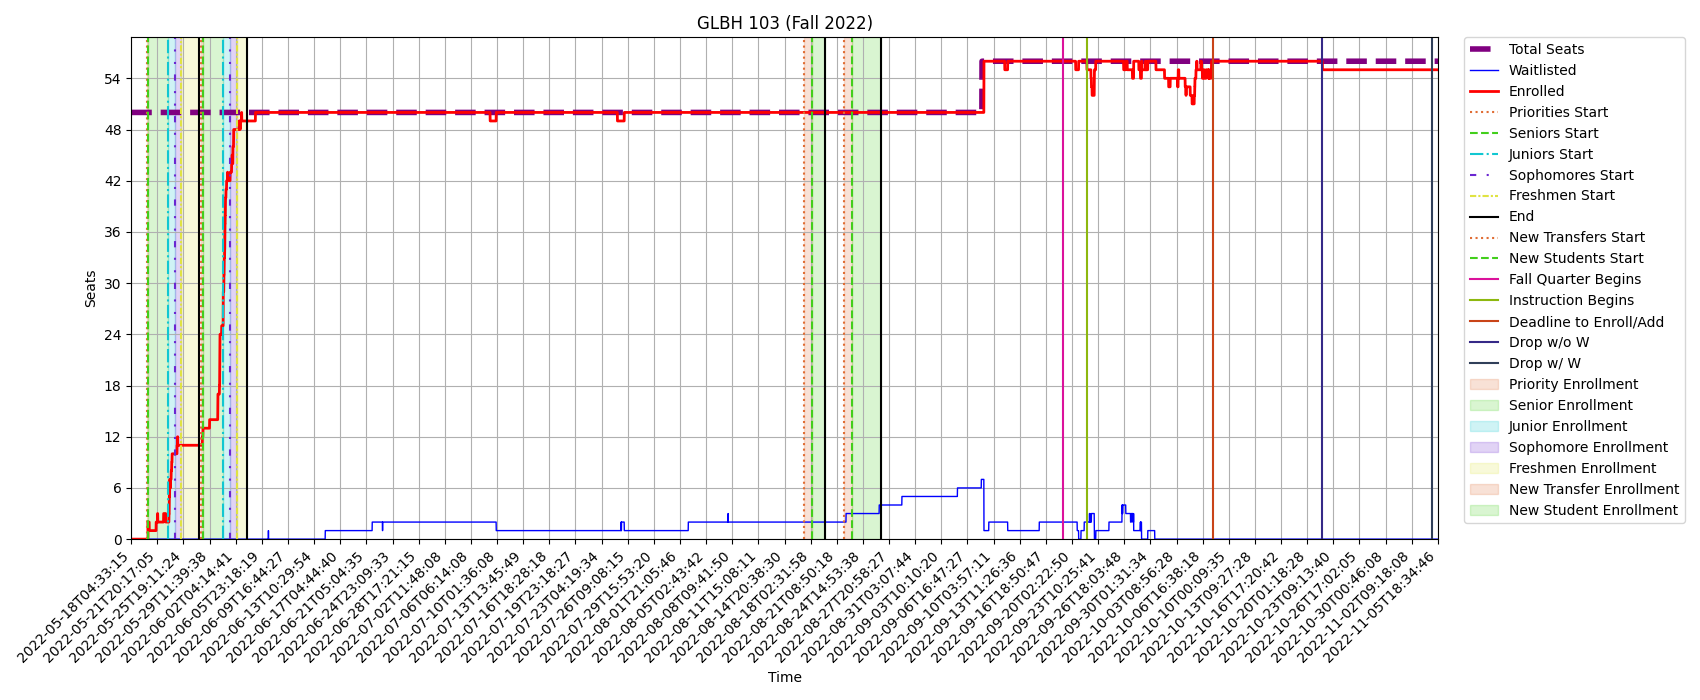 GLBH 103 (Fall 2022)
Seats
54
48
42
36
30
24
18
12
6
0
2022-05-18T04:33:15
2022-05-21T20:17:05
2022-05-25T19:11:24
2022-05-29T11:39:38
2022-06-02T04:14:41
2022-06-05T23:18:19
2022-06-09T16:44:27
2022-06-13T10:29:54
2022-06-17T04:44:40
2022-06-21T05:04:35
2022-06-24T23:09:33
2022-06-28T17:21:15
2022-07-02T11:48:08
2022-07-06T06:14:08
2022-07-10T01:36:08
2022-07-13T13:45:49
2022-07-16T18:28:18
2022-07-19T23:18:27
2022-07-23T04:19:34
2022-07-26T09:08:15
2022-07-29T15:53:20
2022-08-01T21:05:46
2022-08-05T02:43:42
2022-08-08T09:41:50
2022-08-11T15:08:11
2022-08-14T20:38:30
2022-08-18T02:31:58
2022-08-21T08:50:18
2022-08-24T14:53:38
2022-08-27T20:58:27
2022-08-31T03:07:44
2022-09-03T10:10:20
2022-09-06T16:47:27
2022-09-10T03:57:11
2022-09-13T11:26:36
2022-09-16T18:50:47
2022-09-20T02:22:50
2022-09-23T10:25:41
2022-09-26T18:03:48
2022-09-30T01:31:34
2022-10-03T08:56:28
2022-10-06T16:38:18
2022-10-10T00:09:35
2022-10-13T09:27:28
2022-10-16T17:20:42
2022-10-20T01:18:28
2022-10-23T09:13:40
2022-10-26T17:02:05
2022-10-30T00:46:08
2022-11-02T09:18:08
2022-11-05T18:34:46
Time
Total Seats
Waitlisted
Enrolled
Priorities Start
Seniors Start
Juniors Start
Sophomores Start
Freshmen Start
End
New Transfers Start
New Students Start
Fall Quarter Begins
Instruction Begins
Deadline to Enroll/Add
Drop w/o W
Drop w/ W
Priority Enrollment
Senior Enrollment
Junior Enrollment
Sophomore Enrollment
Freshmen Enrollment
New Transfer Enrollment
New Student Enrollment